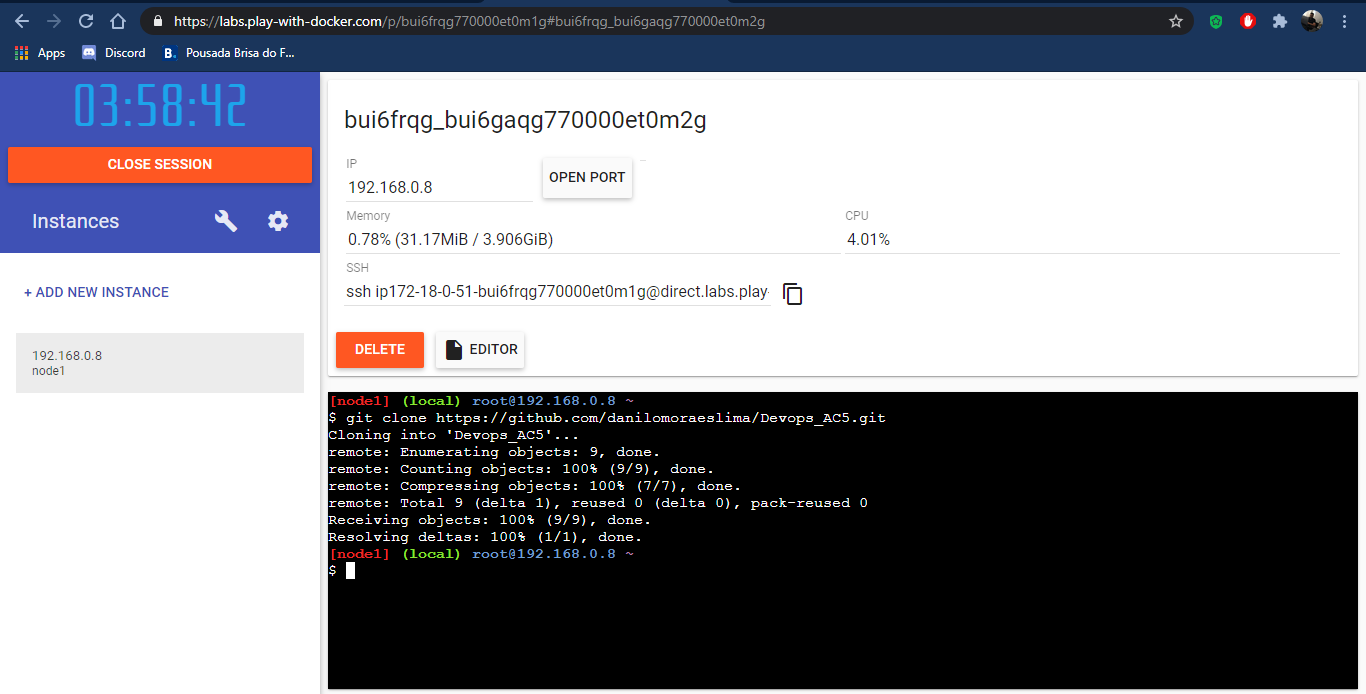 https://labs.play-with-docker.com/p/bui6frqg770000et0m1g#bui6frqg_bui6gaqg770000et0m2g
Apps Discord B. Pousada Brisa do F...
03:58:42
CLOSE SESSION
Instances
+ ADD NEW INSTANCE
192.168.0.8
node1
bui6frqg_bui6gaqg770000et0m2g
IP
192.168.0.8
OPEN PORT
Memory
0.78% (31.17MiB / 3.906GiB)
CPU
4.01%
SSH
ssh ip172-18-0-51-bui6frqg770000et0m1g@direct.labs.play-
DELETE
EDITOR
[node1] (local) root@192.168.0.8 ~
$ git clone https://github.com/danilomoraeslima/Devops_AC5.git
Cloning into 'Devops_AC5'...
remote: Enumerating objects: 9, done.
remote: Counting objects: 100% (9/9), done.
remote: Compressing objects: 100% (7/7), done.
remote: Total 9 (delta 1), reused 0 (delta 0), pack-reused 0
Receiving objects: 100% (9/9), done.
Resolving deltas: 100% (1/1), done.
[node1] (local) root@192.168.0.8 ~
$